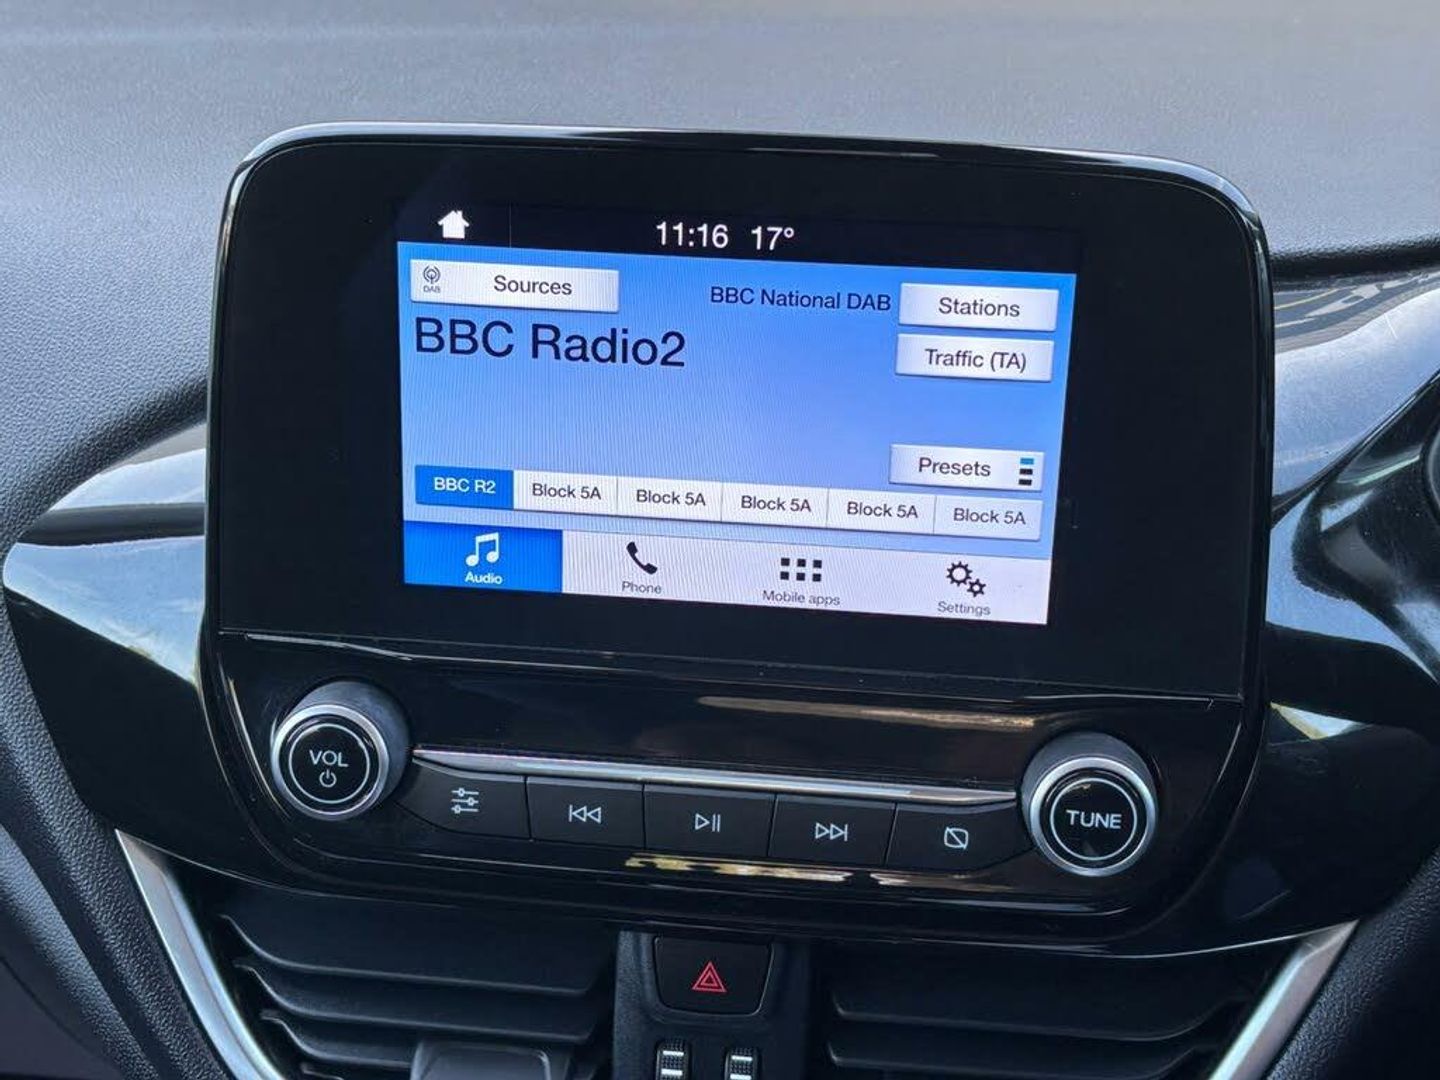 11:16 17°
DAB
Sources
BBC National DAB
Stations
BBC Radio2
Traffic (TA)
Presets
BBC R2 Block 5A Block 5A Block 5A Block 5A Block 5A
Audio Phone Mobile apps Settings
VOL
TUNE